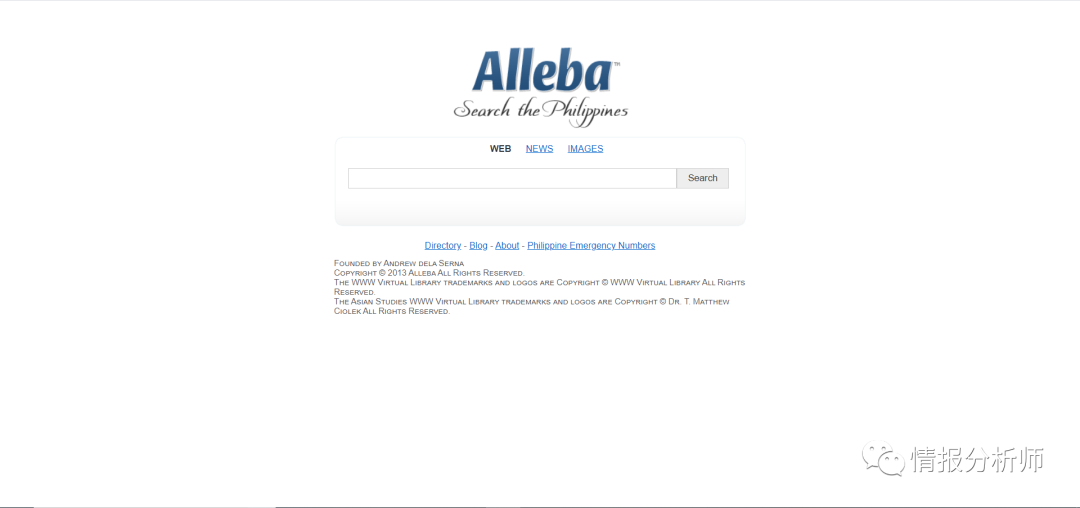 Alleba™
Search the Philippines
WEB NEWS IMAGES
Search
Directory - Blog - About - Philippine Emergency Numbers
Founded by Andrew dela Serna
Copyright © 2013 Alleba All Rights Reserved.
The WWW Virtual Library trademarks and logos are Copyright © WWW Virtual Library All Rights
Reserved.
The Asian Studies WWW Virtual Library trademarks and logos are Copyright © Dr. T. Matthew
Ciolek All Rights Reserved.
情报分析师